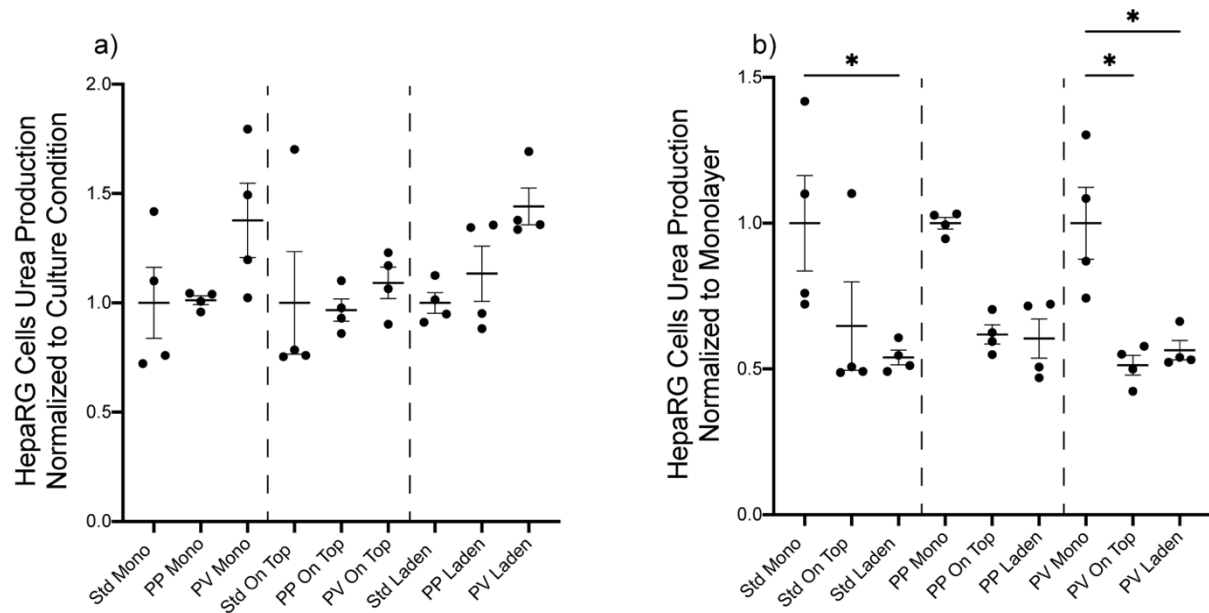 a)
HepaRG Cells Urea Production
Normalized to Culture Condition
2.0
1.5
1.0
0.5
0.0
Std Mono
PP Mono
PV Mono
Std On Top
PP On Top
PV On Top
Std Laden
PP Laden
PV Laden
b)
HepaRG Cells Urea Production
Normalized to Monolayer
*
*
*
1.5
1.0
0.5
0.0
Std Mono
Std On Top
Std Laden
PP Mono
PP On Top
PP Laden
PV Mono
PV On Top
PV Laden